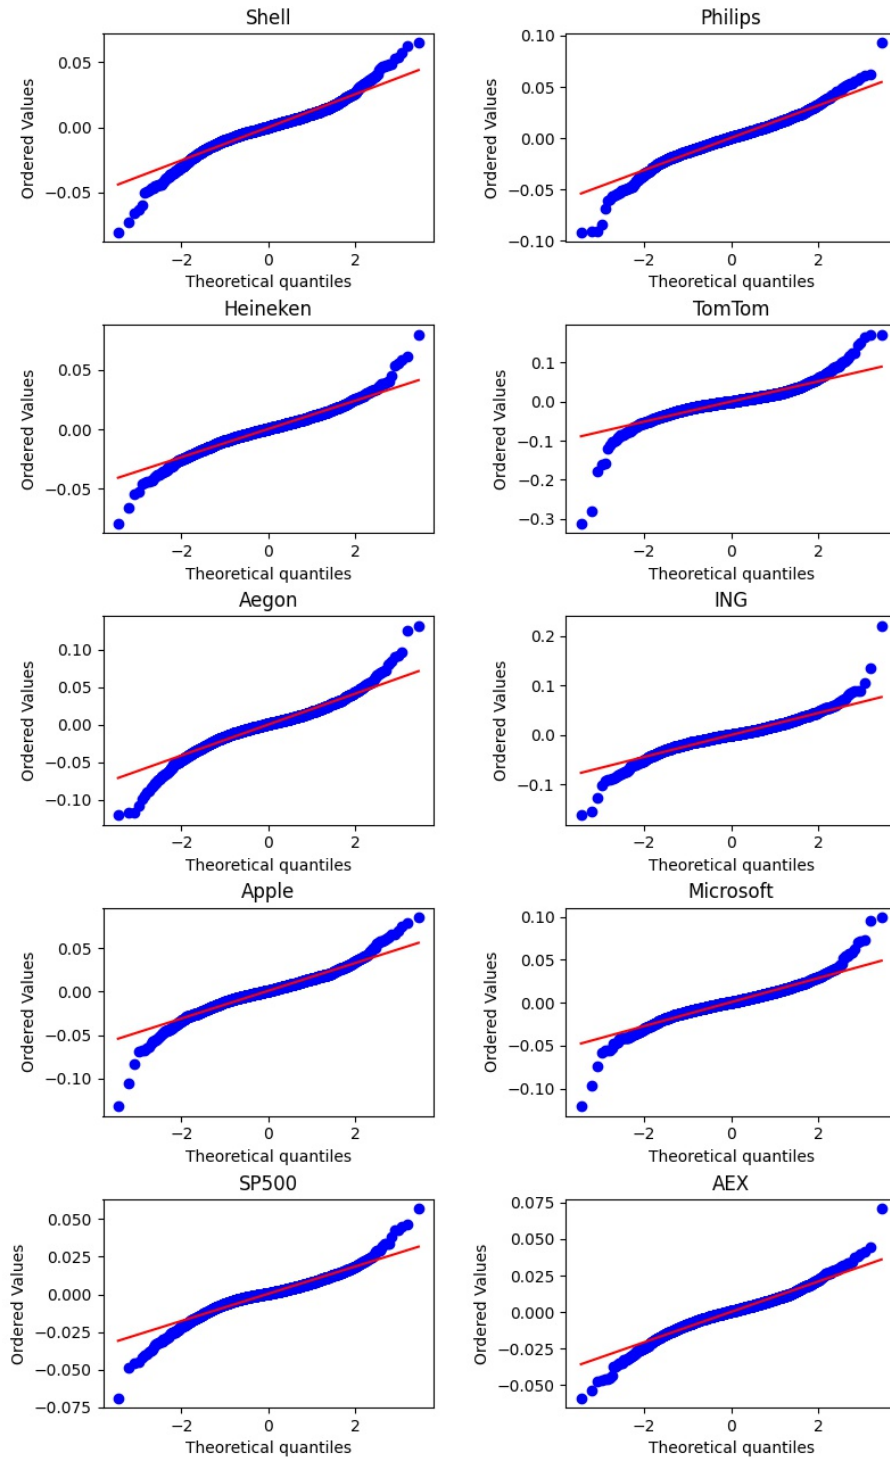 Shell
Ordered Values
0.05
0.00
−0.05
−2
0
2
Theoretical quantiles
Philips
Ordered Values
0.10
0.05
0.00
−0.05
−0.10
−2
0
2
Theoretical quantiles
Heineken
Ordered Values
0.05
0.00
−0.05
−2
0
2
Theoretical quantiles
TomTom
Ordered Values
0.1
0.0
−0.1
−0.2
−0.3
−2
0
2
Theoretical quantiles
Aegon
Ordered Values
0.10
0.05
0.00
−0.05
−0.10
−2
0
2
Theoretical quantiles
ING
Ordered Values
0.2
0.1
0.0
−0.1
−2
0
2
Theoretical quantiles
Apple
Ordered Values
0.05
0.00
−0.05
−0.10
−2
0
2
Theoretical quantiles
Microsoft
Ordered Values
0.10
0.05
0.00
−0.05
−0.10
−2
0
2
Theoretical quantiles
SP500
Ordered Values
0.050
0.025
0.000
−0.025
−0.050
−0.075
−2
0
2
Theoretical quantiles
AEX
Ordered Values
0.075
0.050
0.025
0.000
−0.025
−0.050
−2
0
2
Theoretical quantiles